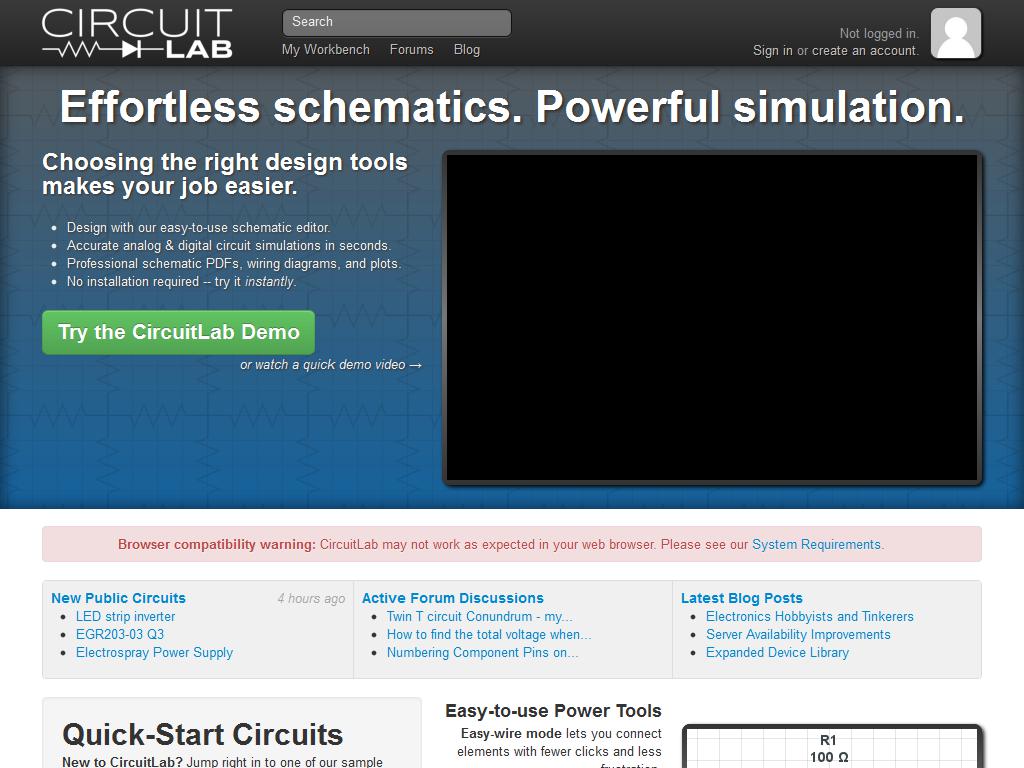 CIRCUIT
LAB
Search
My Workbench Forums Blog
Not logged in.
Sign in or create an account.
Effortless schematics. Powerful simulation.
Choosing the right design tools
makes your job easier.
• Design with our easy-to-use schematic editor.
• Accurate analog & digital circuit simulations in seconds.
• Professional schematic PDFs, wiring diagrams, and plots.
• No installation required -- try it instantly.
Try the CircuitLab Demo
or watch a quick demo video →
Browser compatibility warning: CircuitLab may not work as expected in your web browser. Please see our System Requirements.
New Public Circuits 4 hours ago
• LED strip inverter
• EGR203-03 Q3
• Electrospray Power Supply
Active Forum Discussions
• Twin T circuit Conundrum - my...
• How to find the total voltage when...
• Numbering Component Pins on...
Latest Blog Posts
• Electronics Hobbyists and Tinkerers
• Server Availability Improvements
• Expanded Device Library
Quick-Start Circuits
New to CircuitLab? Jump right in to one of our sample
Easy-to-use Power Tools
Easy-wire mode lets you connect
elements with fewer clicks and less
R1
100 Ω